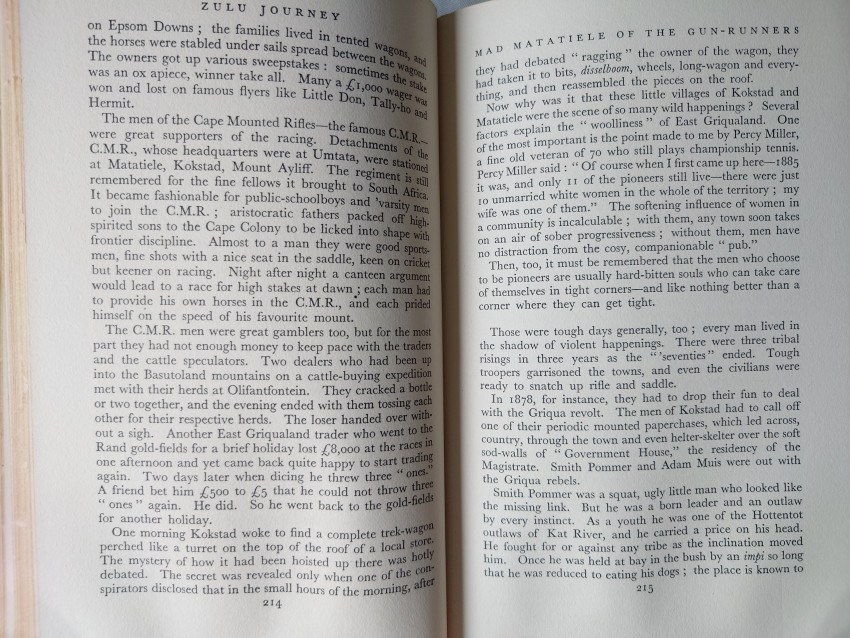 ZULU JOURNEY
on Epsom Downs ; the families lived in tented wagons, and
the horses were stabled under sails spread between the wagons.
The owners got up various sweepstakes : sometimes the stake
was an ox apiece, winner take all. Many a £1,000 wager was
won and lost on famous flyers like Little Don, Tally-ho and
Hermit.
The men of the Cape Mounted Rifles—the famous C.M.R.—
were great supporters of the racing. Detachments of the
C.M.R., whose headquarters were at Umtata, were stationed
at Matatiele, Kokstad, Mount Ayliff. The regiment is still
remembered for the fine fellows it brought to South Africa.
It became fashionable for public-schoolboys and 'varsity men
to join the C.M.R. ; aristocratic fathers packed off high-
spirited sons to the Cape Colony to be licked into shape with
frontier discipline. Almost to a man they were good sports-
men, fine shots with a nice seat in the saddle, keen on cricket
but keener on racing. Night after night a canteen argument
would lead to a race for high stakes at dawn ; each man had
to provide his own horses in the C.M.R., and each prided
himself on the speed of his favourite mount.
The C.M.R. men were great gamblers too, but for the most
part they had not enough money to keep pace with the traders
and the cattle speculators. Two dealers who had been up
into the Basutoland mountains on a cattle-buying expedition
met with their herds at Olifantfontein. They cracked a bottle
or two together, and the evening ended with them tossing each
other for their respective herds. The loser handed over with-
out a sigh. Another East Griqualand trader who went to the
Rand gold-fields for a brief holiday lost £8,000 at the races in
one afternoon and yet came back quite happy to start trading
again. Two days later when dicing he threw three " ones."
A friend bet him £500 to £5 that he could not throw three
" ones " again. He did. So he went back to the gold-fields
for another holiday.
One morning Kokstad woke to find a complete trek-wagon
perched like a turret on the top of the roof of a local store.
The mystery of how it had been hoisted up there was hotly
debated. The secret was revealed only when one of the con-
spirators disclosed that in the small hours of the morning, after
214
MAD MATATIELE OF THE GUN-RUNNERS
they had debated " ragging " the owner of the wagon, they
had taken it to bits, disselboom, wheels, long-wagon and every-
thing, and then reassembled the pieces on the roof.
Now why was it that these little villages of Kokstad and
Matatiele were the scene of so many wild happenings ? Several
factors explain the " woolliness " of East Griqualand. One
of the most important is the point made to me by Percy Miller,
a fine old veteran of 70 who still plays championship tennis.
Percy Miller said : " Of course when I first came up here—1885
it was, and only 11 of the pioneers still live—there were just
10 unmarried white women in the whole of the territory ; my
wife was one of them." The softening influence of women in
a community is incalculable ; with them, any town soon takes
on an air of sober progressiveness ; without them, men have
no distraction from the cosy, companionable " pub."
Then, too, it must be remembered that the men who choose
to be pioneers are usually hard-bitten souls who can take care
of themselves in tight corners—and like nothing better than a
corner where they can get tight.
Those were tough days generally, too ; every man lived in
the shadow of violent happenings. There were three tribal
risings in three years as the " 'seventies " ended. Tough
troopers garrisoned the towns, and even the civilians were
ready to snatch up rifle and saddle.
In 1878, for instance, they had to drop their fun to deal
with the Griqua revolt. The men of Kokstad had to call off
one of their periodic mounted paperchases, which led across,
country, through the town and even helter-skelter over the soft
sod-walls of " Government House," the residency of the
Magistrate. Smith Pommer and Adam Muis were out with
the Griqua rebels.
Smith Pommer was a squat, ugly little man who looked like
the missing link. But he was a born leader and an outlaw
by every instinct. As a youth he was one of the Hottentot
outlaws of Kat River, and he carried a price on his head.
He fought for or against any tribe as the inclination moved
him. Once he was held at bay in the bush by an impi so long
that he was reduced to eating his dogs ; the place is known to
215